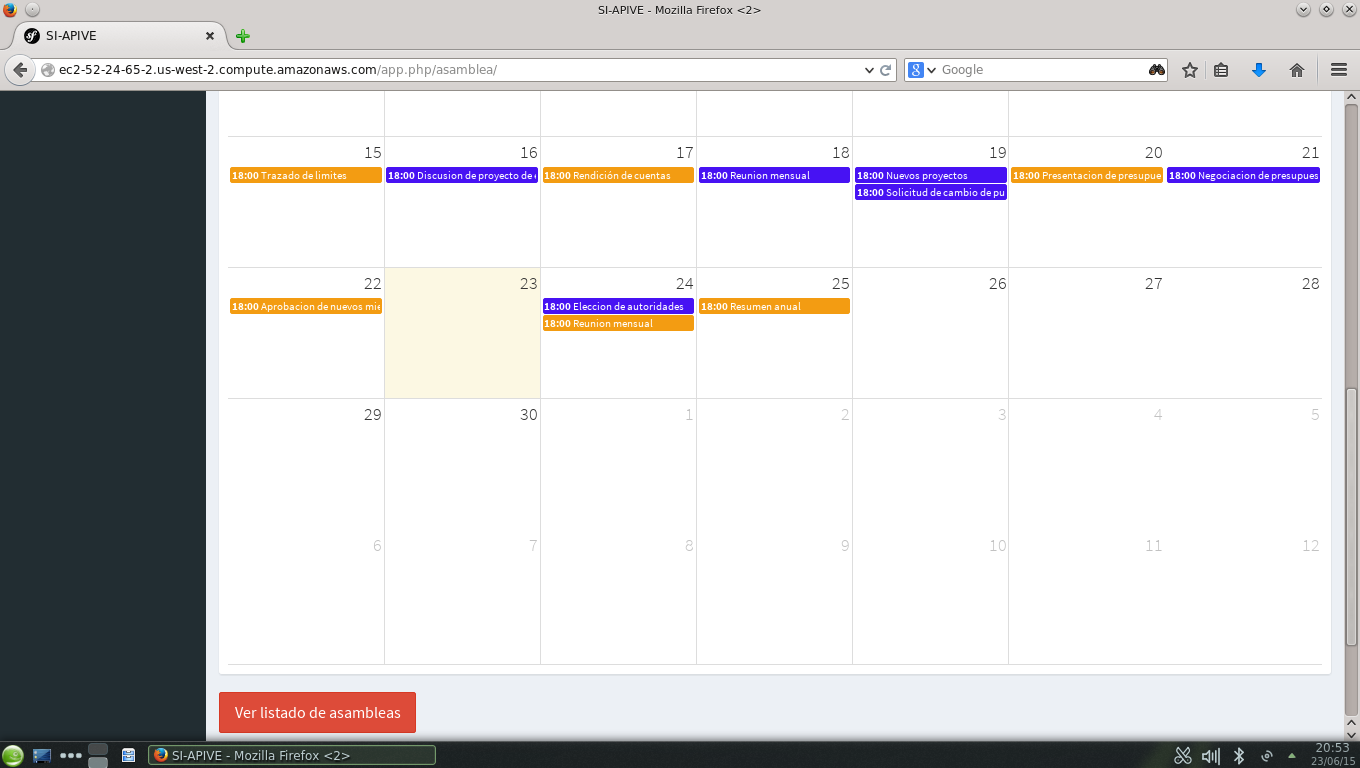 SI-APIVE - Mozilla Firefox <2>
SI-APIVE
ec2-52-24-65-2.us-west-2.compute.amazonaws.com/app.php/asamblea/
Google
15 16 17 18 19 20 21
18:00 Trazado de limites
18:00 Discusion de proyecto de
18:00 Rendición de cuentas
18:00 Reunion mensual
18:00 Nuevos proyectos
18:00 Solicitud de cambio de pu
18:00 Presentacion de presupue
18:00 Negociacion de presupues
22 23 24 25 26 27 28
18:00 Aprobacion de nuevos mie
18:00 Eleccion de autoridades
18:00 Reunion mensual
18:00 Resumen anual
29 30 1 2 3 4 5
6 7 8 9 10 11 12
Ver listado de asambleas
SI-APIVE - Mozilla Firefox <2>
20:53
23/06/15